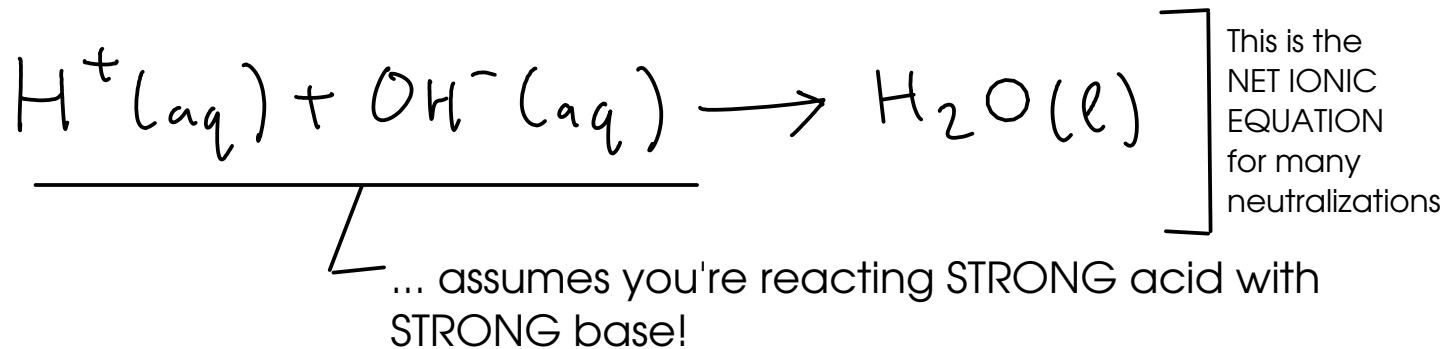 H⁺(aq) + OH⁻(aq) ⟶ H₂O(l)
This is the
NET IONIC
EQUATION
for many
neutralizations
... assumes you're reacting STRONG acid with
STRONG base!